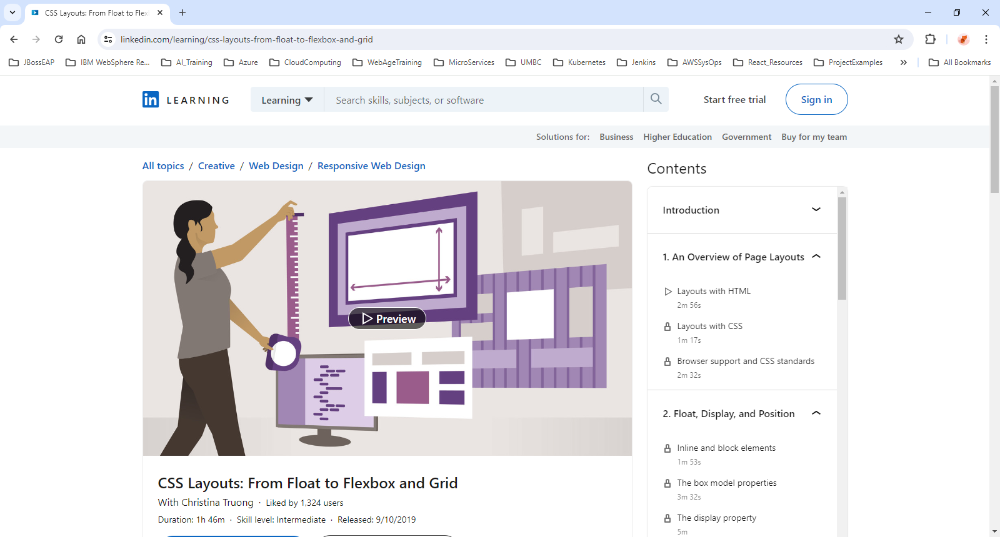 CSS Layouts: From Float to Flex
linkedin.com/learning/css-layouts-from-float-to-flexbox-and-grid
JBossEAP IBM WebSphere Re... AI_Training Azure CloudComputing WebAgeTraining MicroServices UMBC Kubernetes Jenkins AWSSysOps React_Resources ProjectExamples » All Bookmarks
in LEARNING Learning Search skills, subjects, or software Start free trial Sign in
Solutions for: Business Higher Education Government Buy for my team
All topics / Creative / Web Design / Responsive Web Design
Preview
CSS Layouts: From Float to Flexbox and Grid
With Christina Truong · Liked by 1,324 users
Duration: 1h 46m · Skill level: Intermediate · Released: 9/10/2019
Contents
Introduction
1. An Overview of Page Layouts
Layouts with HTML
2m 56s
Layouts with CSS
1m 17s
Browser support and CSS standards
2m 32s
2. Float, Display, and Position
Inline and block elements
1m 53s
The box model properties
3m 32s
The display property
5m